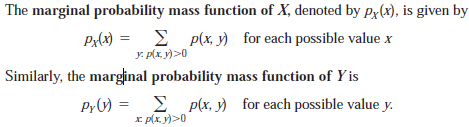 The marginal probability mass function of X, denoted by pX(x), is given by
pX(x) = Σ p(x, y) for each possible value x
y: p(x, y)>0
Similarly, the marginal probability mass function of Y is
pY(y) = Σ p(x, y) for each possible value y.
x: p(x, y)>0